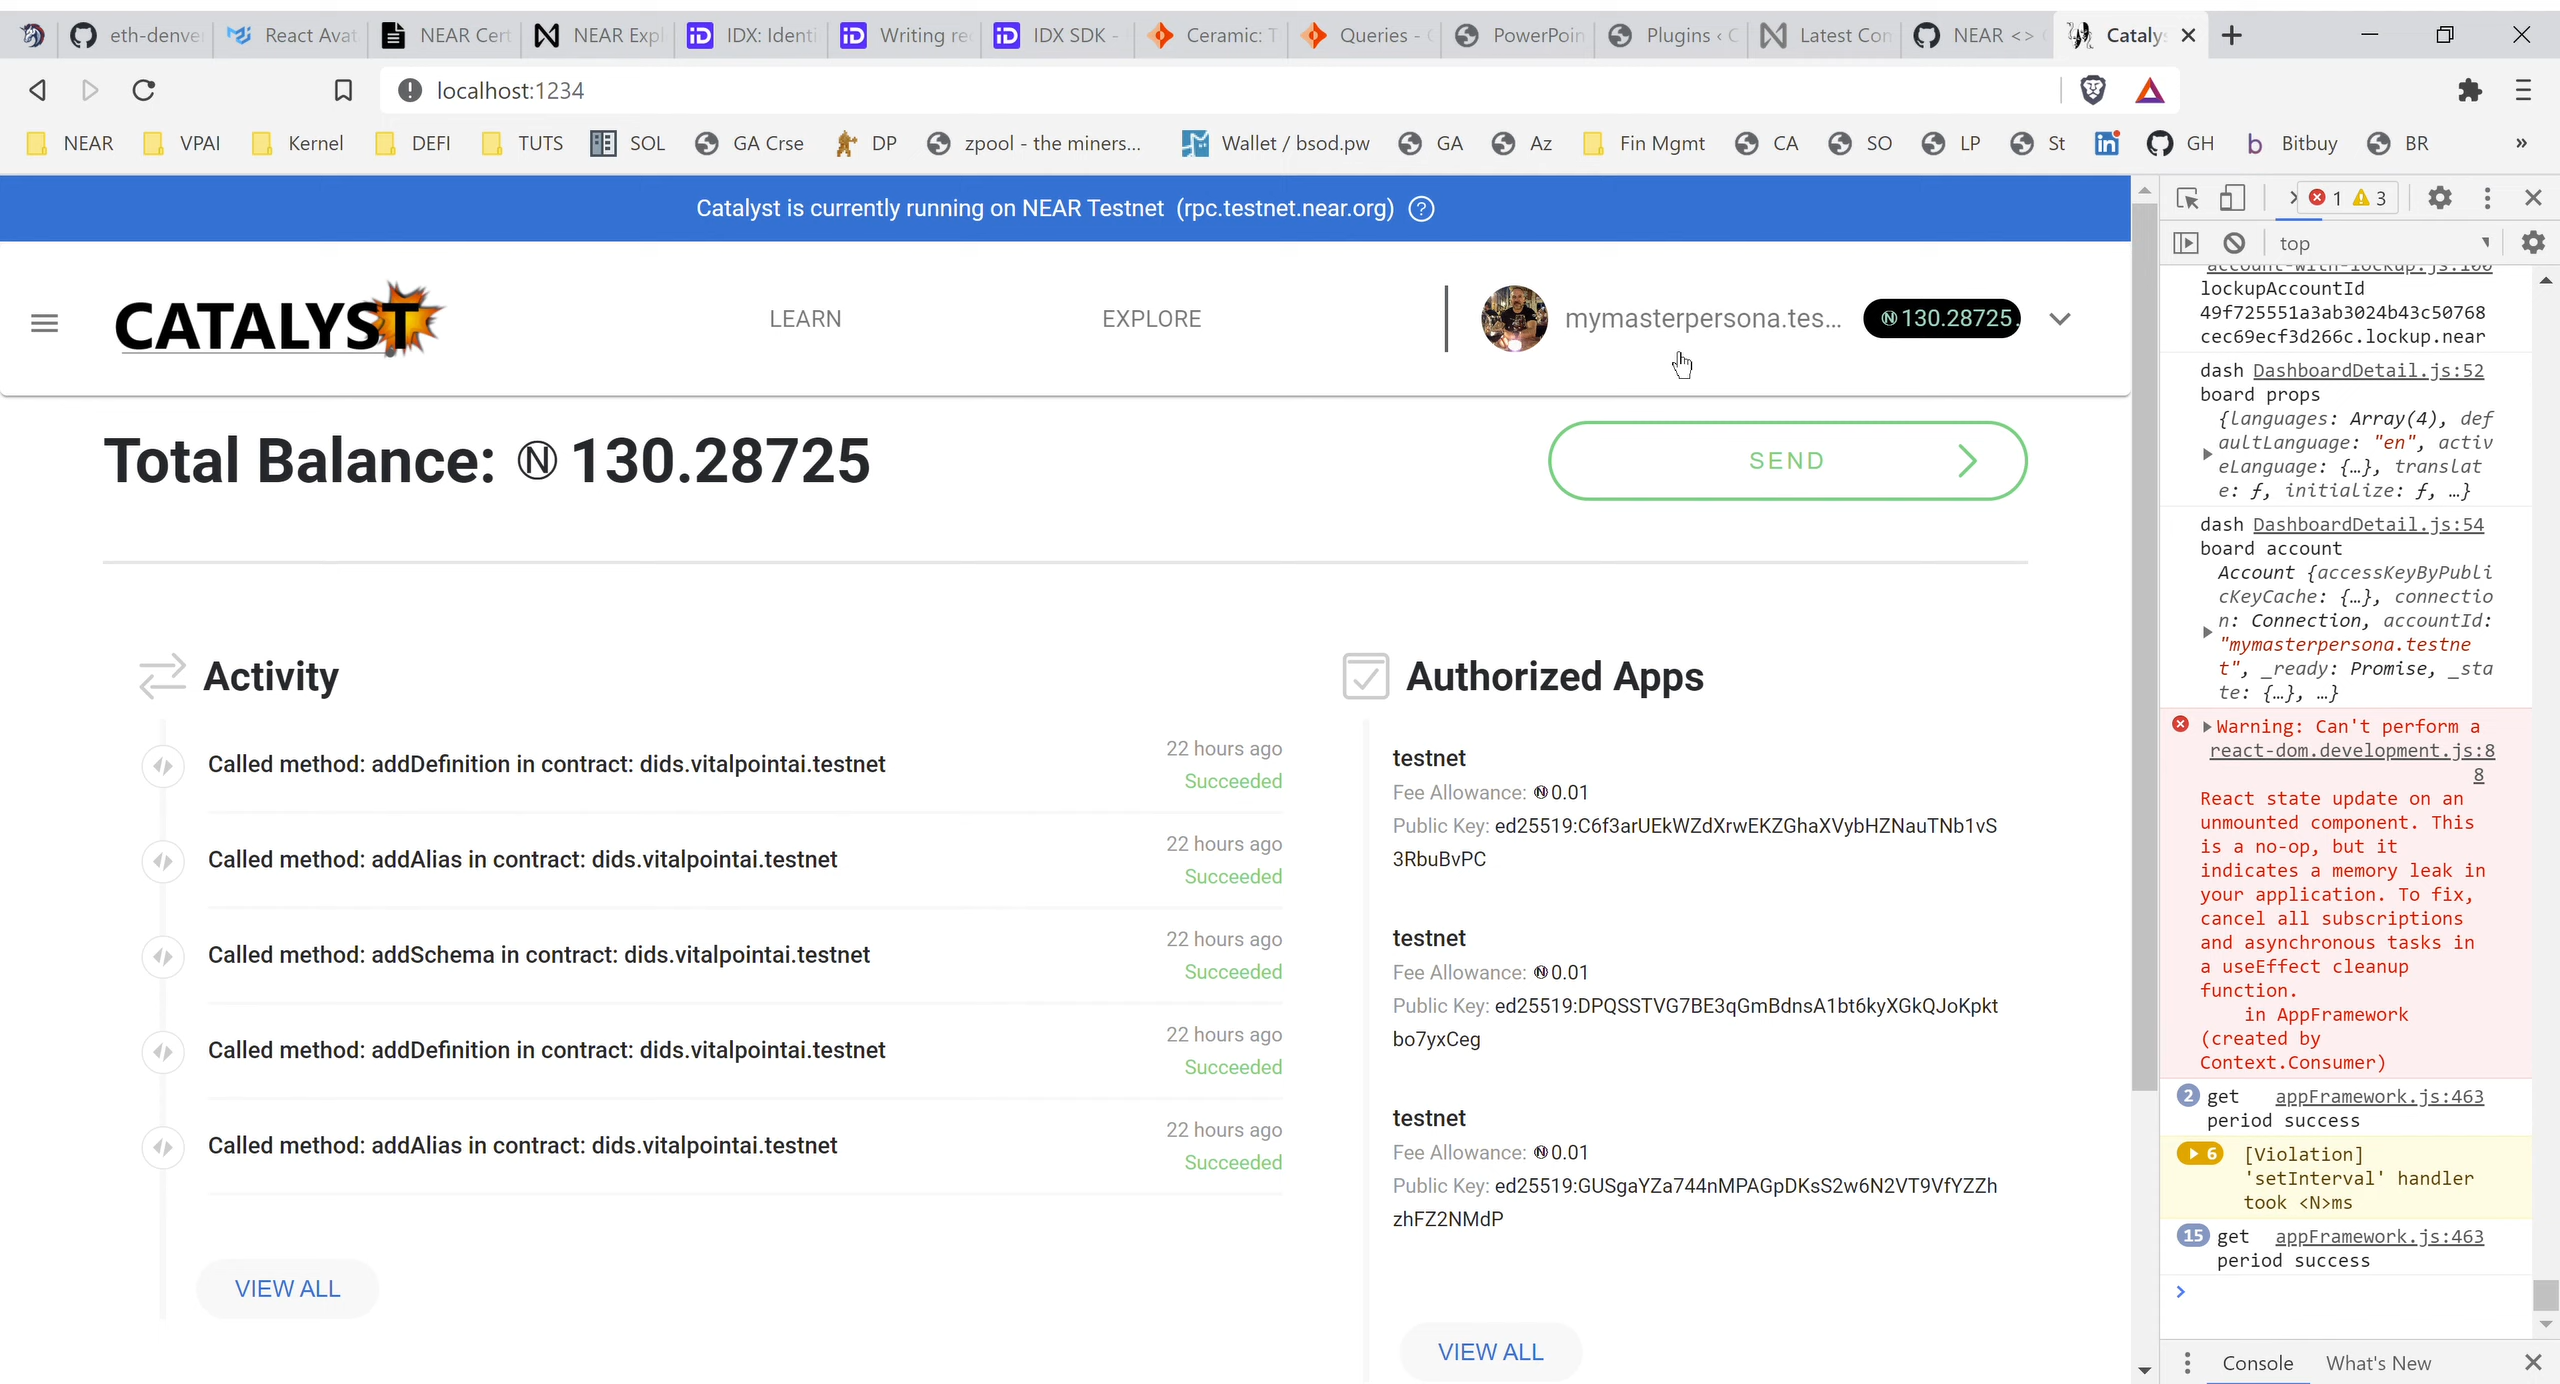 eth-denve
React Avat
NEAR Cert
NEAR Expl
IDX: Identi
Writing re
IDX SDK -
Ceramic: T
Queries -
PowerPoin
Plugins ‹ C
Latest Con
NEAR <>
Cataly
localhost:1234
NEAR
VPAI
Kernel
DEFI
TUTS
SOL
GA Crse
DP
zpool - the miners...
Wallet / bsod.pw
GA
Az
Fin Mgmt
CA
SO
LP
St
GH
Bitbuy
BR
»
Catalyst is currently running on NEAR Testnet (rpc.testnet.near.org) ?
CATALYST
LEARN
EXPLORE
mymasterpersona.tes...
130.28725.
Total Balance: Ⓝ 130.28725
SEND
Activity
Called method: addDefinition in contract: dids.vitalpointai.testnet
22 hours ago
Succeeded
Called method: addAlias in contract: dids.vitalpointai.testnet
22 hours ago
Succeeded
Called method: addSchema in contract: dids.vitalpointai.testnet
22 hours ago
Succeeded
Called method: addDefinition in contract: dids.vitalpointai.testnet
22 hours ago
Succeeded
Called method: addAlias in contract: dids.vitalpointai.testnet
22 hours ago
Succeeded
VIEW ALL
Authorized Apps
testnet
Fee Allowance: Ⓝ0.01
Public Key: ed25519:C6f3arUEkWZdXrwEKZGhaXVybHZNauTNb1vS
3RbuBvPC
testnet
Fee Allowance: Ⓝ0.01
Public Key: ed25519:DPQSSTVG7BE3qGmBdnsA1bt6kyXGkQJoKpkt
bo7yxCeg
testnet
Fee Allowance: Ⓝ0.01
Public Key: ed25519:GUSgaYZa744nMPAGpDKsS2w6N2VT9VfYZZh
zhFZ2NMdP
VIEW ALL
1 3
top
account-with-lockup.js:100
lockupAccountId
49f725551a3ab3024b43c50768
cec69ecf3d266c.lockup.near
dash DashboardDetail.js:52
board props
{languages: Array(4), def
aultLanguage: "en", activ
eLanguage: {…}, translat
e: ƒ, initialize: ƒ, …}
dash DashboardDetail.js:54
board account
Account {accessKeyByPubli
cKeyCache: {…}, connectio
n: Connection, accountId:
"mymasterpersona.testne
t", _ready: Promise, _sta
te: {…}, …}
Warning: Can't perform a
react-dom.development.js:8
8
React state update on an
unmounted component. This
is a no-op, but it
indicates a memory leak in
your application. To fix,
cancel all subscriptions
and asynchronous tasks in
a useEffect cleanup
function.
in AppFramework
(created by
Context.Consumer)
2 get appFramework.js:463
period success
6 [Violation]
'setInterval' handler
took <N>ms
15 get appFramework.js:463
period success
Console
What's New